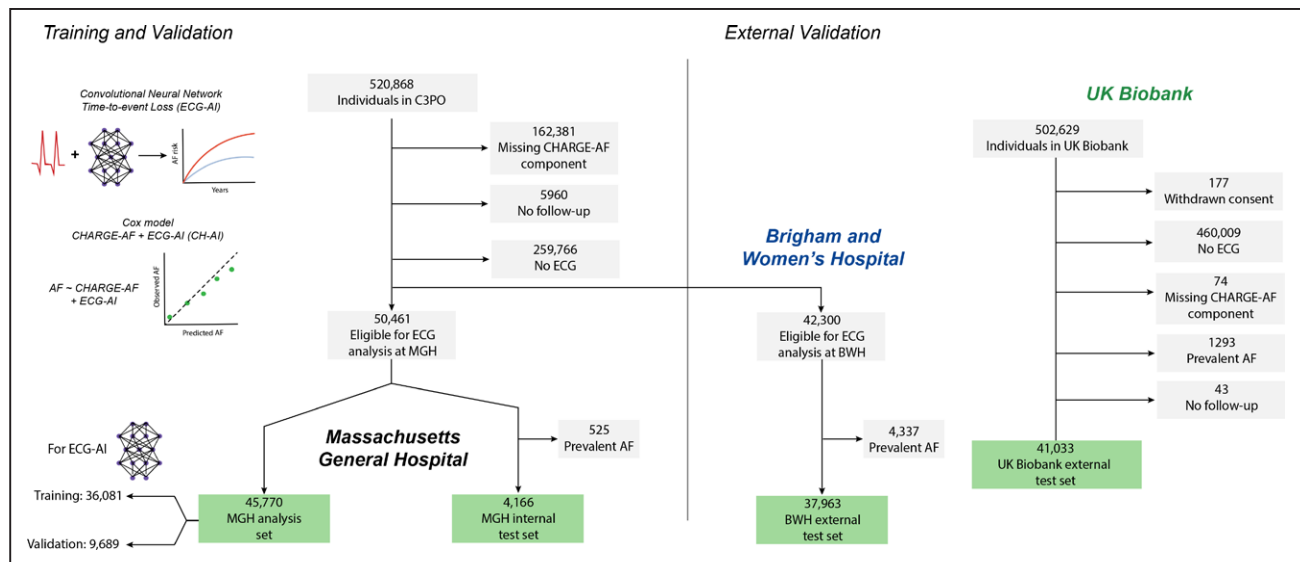 Training and Validation
Convolutional Neural Network
Time-to-event Loss (ECG-AI)
+
AF risk
Years
Cox model
CHARGE-AF + ECG-AI (CH-AI)
AF ~ CHARGE-AF
+ ECG-AI
Observed AF
Predicted AF
For ECG-AI
Training: 36,081
Validation: 9,689
520,868
Individuals in C3PO
162,381
Missing CHARGE-AF
component
5960
No follow-up
259,766
No ECG
50,461
Eligible for ECG
analysis at MGH
Massachusetts
General Hospital
525
Prevalent AF
45,770
MGH analysis
set
4,166
MGH internal
test set
External Validation
Brigham and
Women's Hospital
42,300
Eligible for ECG
analysis at BWH
4,337
Prevalent AF
37,963
BWH external
test set
UK Biobank
502,629
Individuals in UK Biobank
177
Withdrawn consent
460,009
No ECG
74
Missing CHARGE-AF
component
1293
Prevalent AF
43
No follow-up
41,033
UK Biobank external
test set